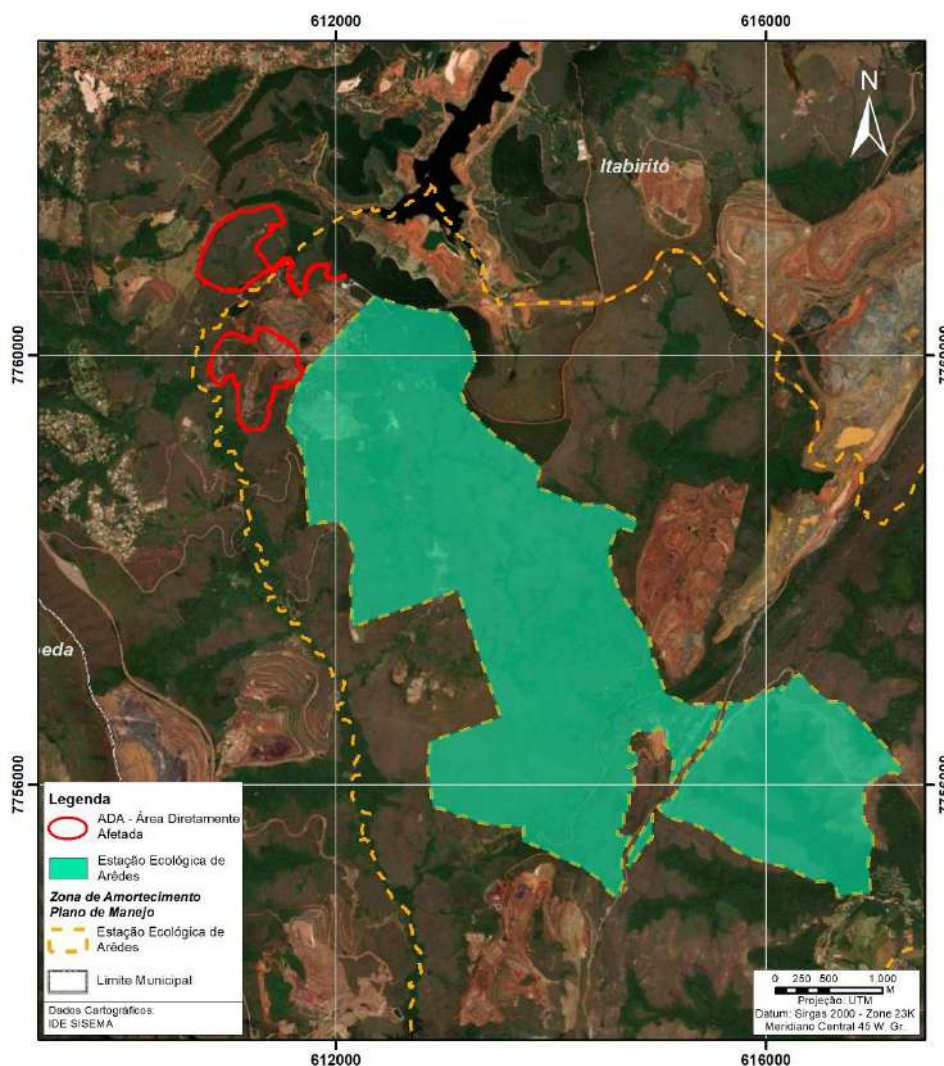 612000
616000
N
Itabirito
7760000
7760000
eda
7756000
7756000
Legenda
ADA - Área Diretamente
Afetada
Estação Ecológica de
Arêdes
Zona de Amortecimento
Plano de Manejo
Estação Ecológica de
Arêdes
Limite Municipal
Dados Cartográficos:
IDE SISEMA
0 250 500 1.000
M
Projeção: UTM
Datum: Sirgas 2000 - Zone 23K
Meridiano Central 45 W. Gr.
612000
616000